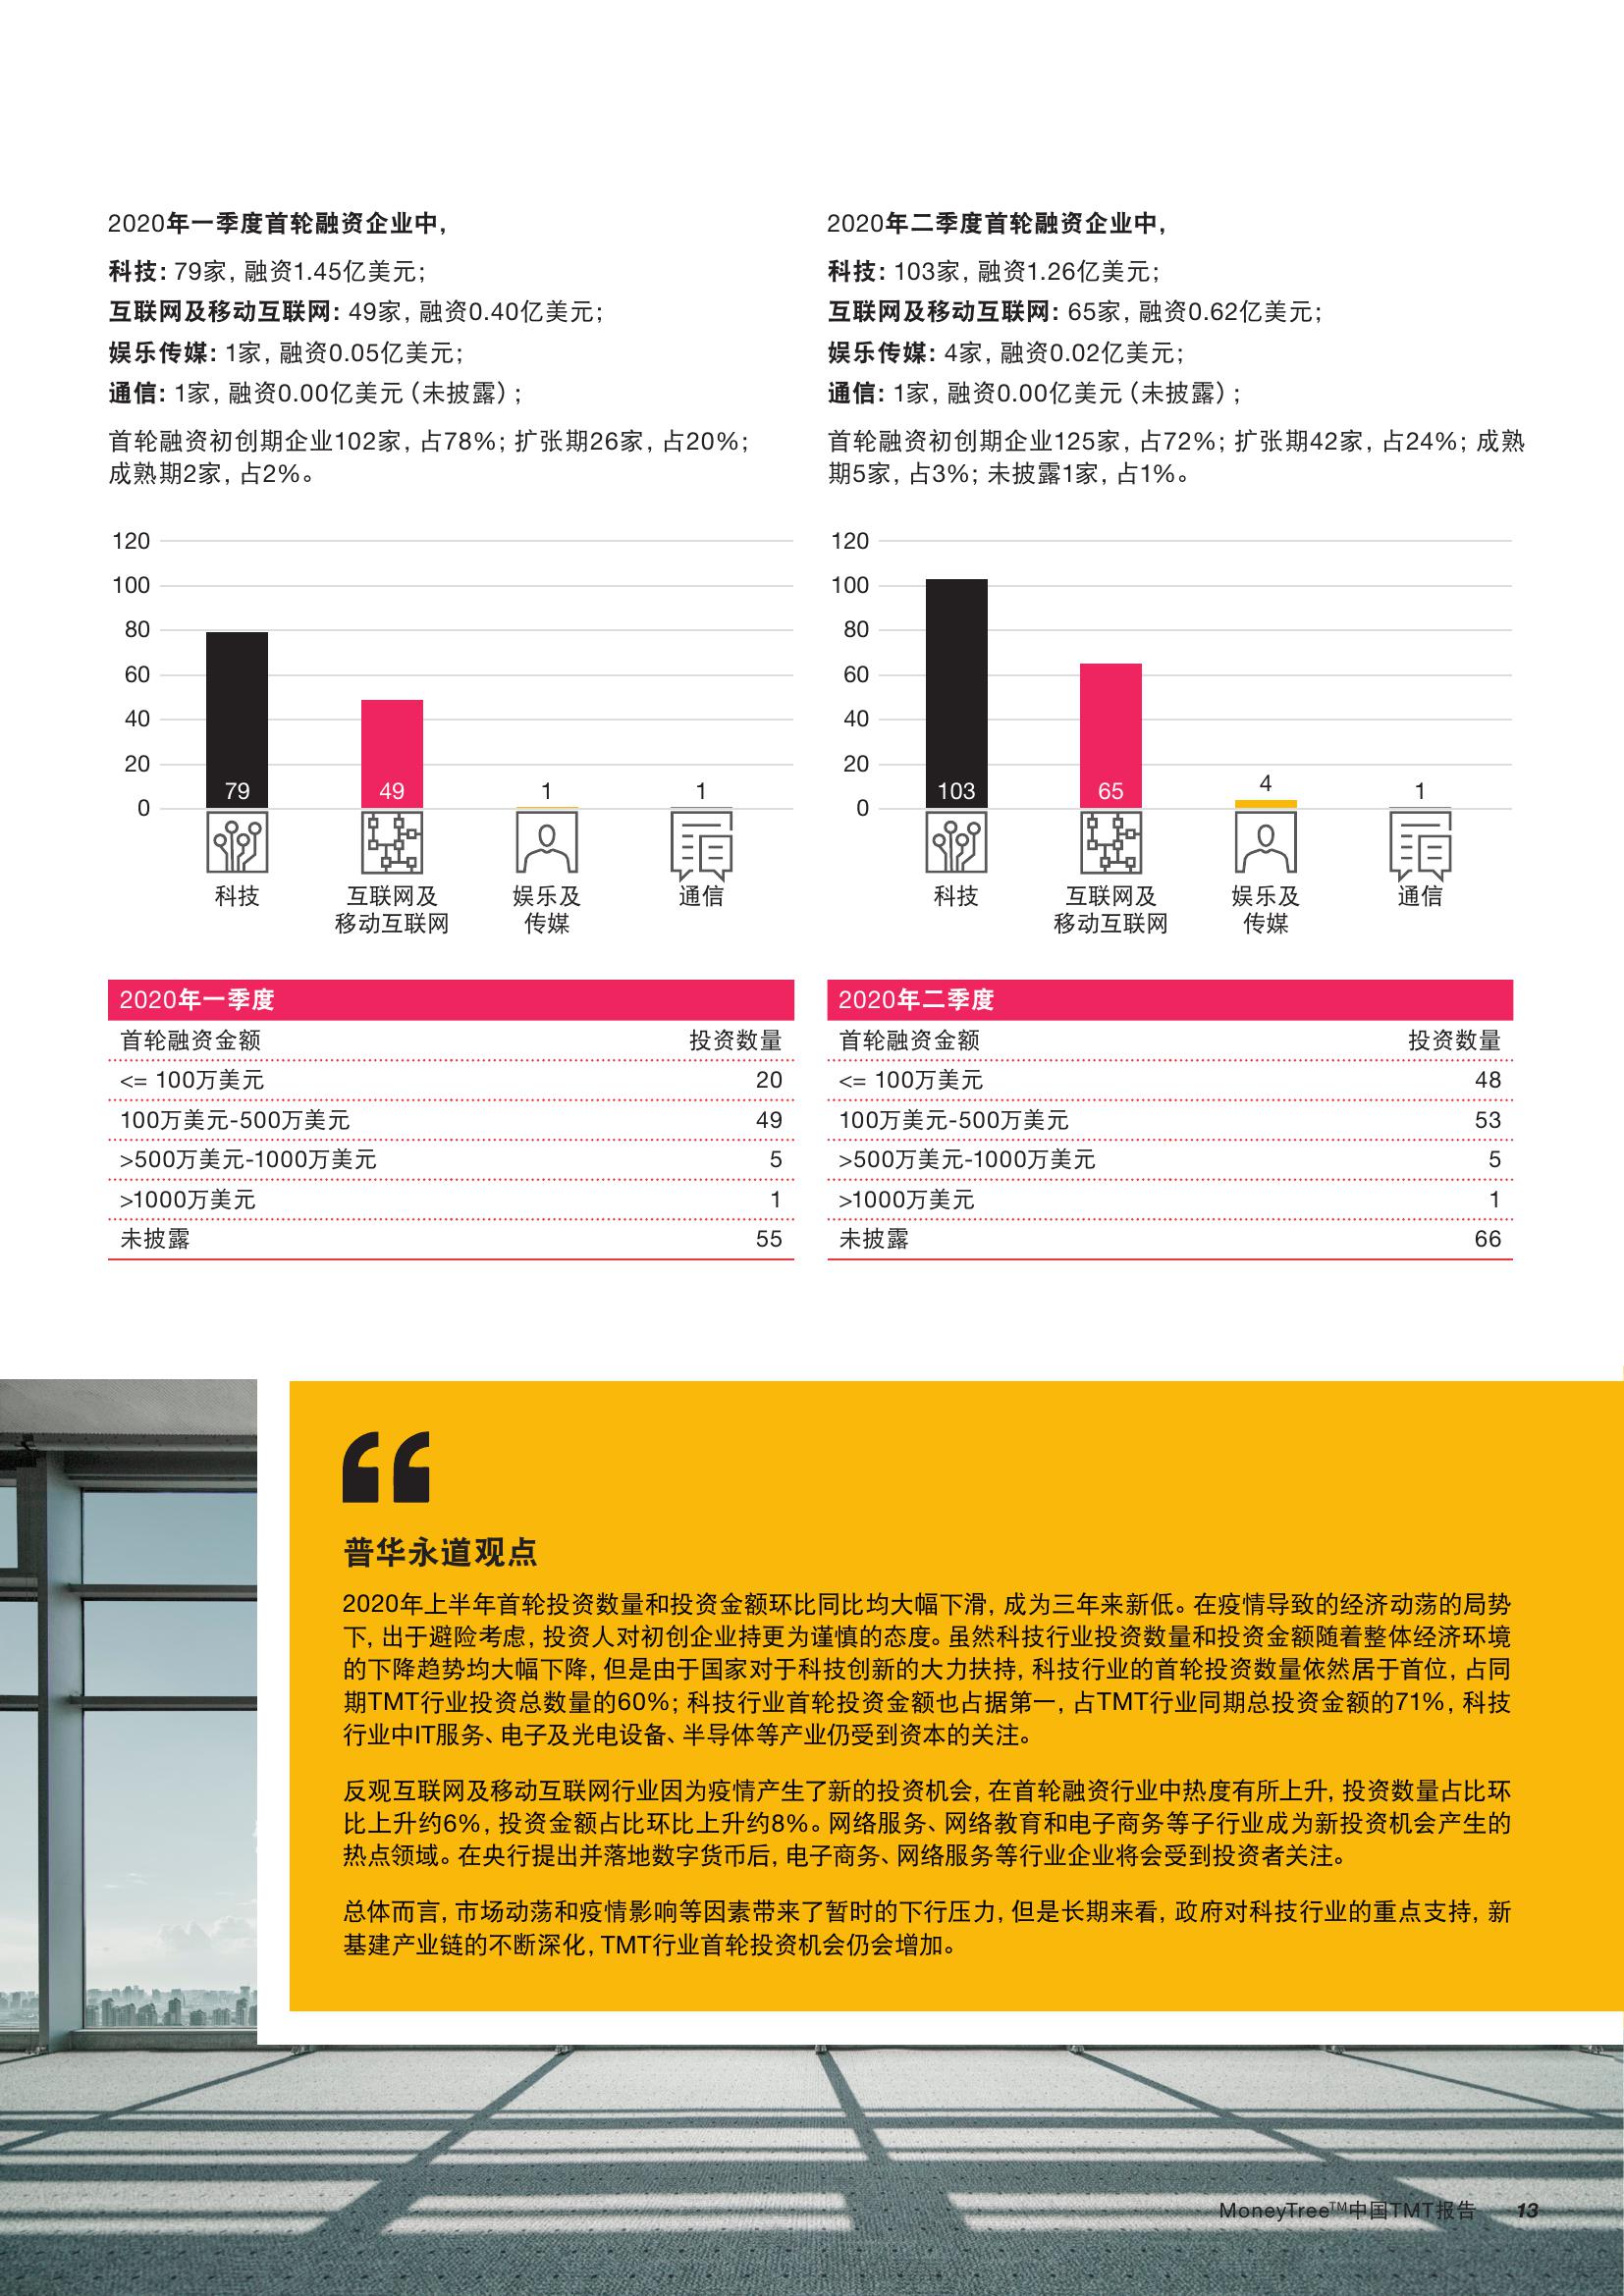 2020年一季度首轮融资企业中,
科技: 79家, 融资1.45亿美元;
互联网及移动互联网: 49家, 融资0.40亿美元;
娱乐传媒: 1家, 融资0.05亿美元;
通信: 1家, 融资0.00亿美元 (未披露) ;
首轮融资初创期企业102家, 占78%; 扩张期26家, 占20%;
成熟期2家, 占2%。
120
100
80
60
40
20
0
79
49
1
1
科技
互联网及
移动互联网
娱乐及
传媒
通信
2020年一季度
首轮融资金额 投资数量
<= 100万美元 20
100万美元-500万美元 49
>500万美元-1000万美元 5
>1000万美元 1
未披露 55
2020年二季度首轮融资企业中,
科技: 103家, 融资1.26亿美元;
互联网及移动互联网: 65家, 融资0.62亿美元;
娱乐传媒: 4家, 融资0.02亿美元;
通信: 1家, 融资0.00亿美元 (未披露) ;
首轮融资初创期企业125家, 占72%; 扩张期42家, 占24%; 成熟
期5家, 占3%; 未披露1家, 占1%。
120
100
80
60
40
20
0
103
65
4
1
科技
互联网及
移动互联网
娱乐及
传媒
通信
2020年二季度
首轮融资金额 投资数量
<= 100万美元 48
100万美元-500万美元 53
>500万美元-1000万美元 5
>1000万美元 1
未披露 66
“
普华永道观点
2020年上半年首轮投资数量和投资金额环比同比均大幅下滑, 成为三年来新低。在疫情导致的经济动荡的局势
下, 出于避险考虑, 投资人对初创企业持更为谨慎的态度。虽然科技行业投资数量和投资金额随着整体经济环境
的下降趋势均大幅下降, 但是由于国家对于科技创新的大力扶持, 科技行业的首轮投资数量依然居于首位, 占同
期TMT行业投资总数量的60%; 科技行业首轮投资金额也占据第一, 占TMT行业同期总投资金额的71%, 科技
行业中IT服务、电子及光电设备、半导体等产业仍受到资本的关注。
反观互联网及移动互联网行业因为疫情产生了新的投资机会, 在首轮融资行业中热度有所上升, 投资数量占比环
比上升约6%, 投资金额占比环比上升约8%。网络服务、网络教育和电子商务等子行业成为新投资机会产生的
热点领域。在央行提出并落地数字货币后, 电子商务、网络服务等行业企业将会受到投资者关注。
总体而言, 市场动荡和疫情影响等因素带来了暂时的下行压力, 但是长期来看, 政府对科技行业的重点支持, 新
基建产业链的不断深化, TMT行业首轮投资机会仍会增加。
MoneyTree™中国TMT报告 13